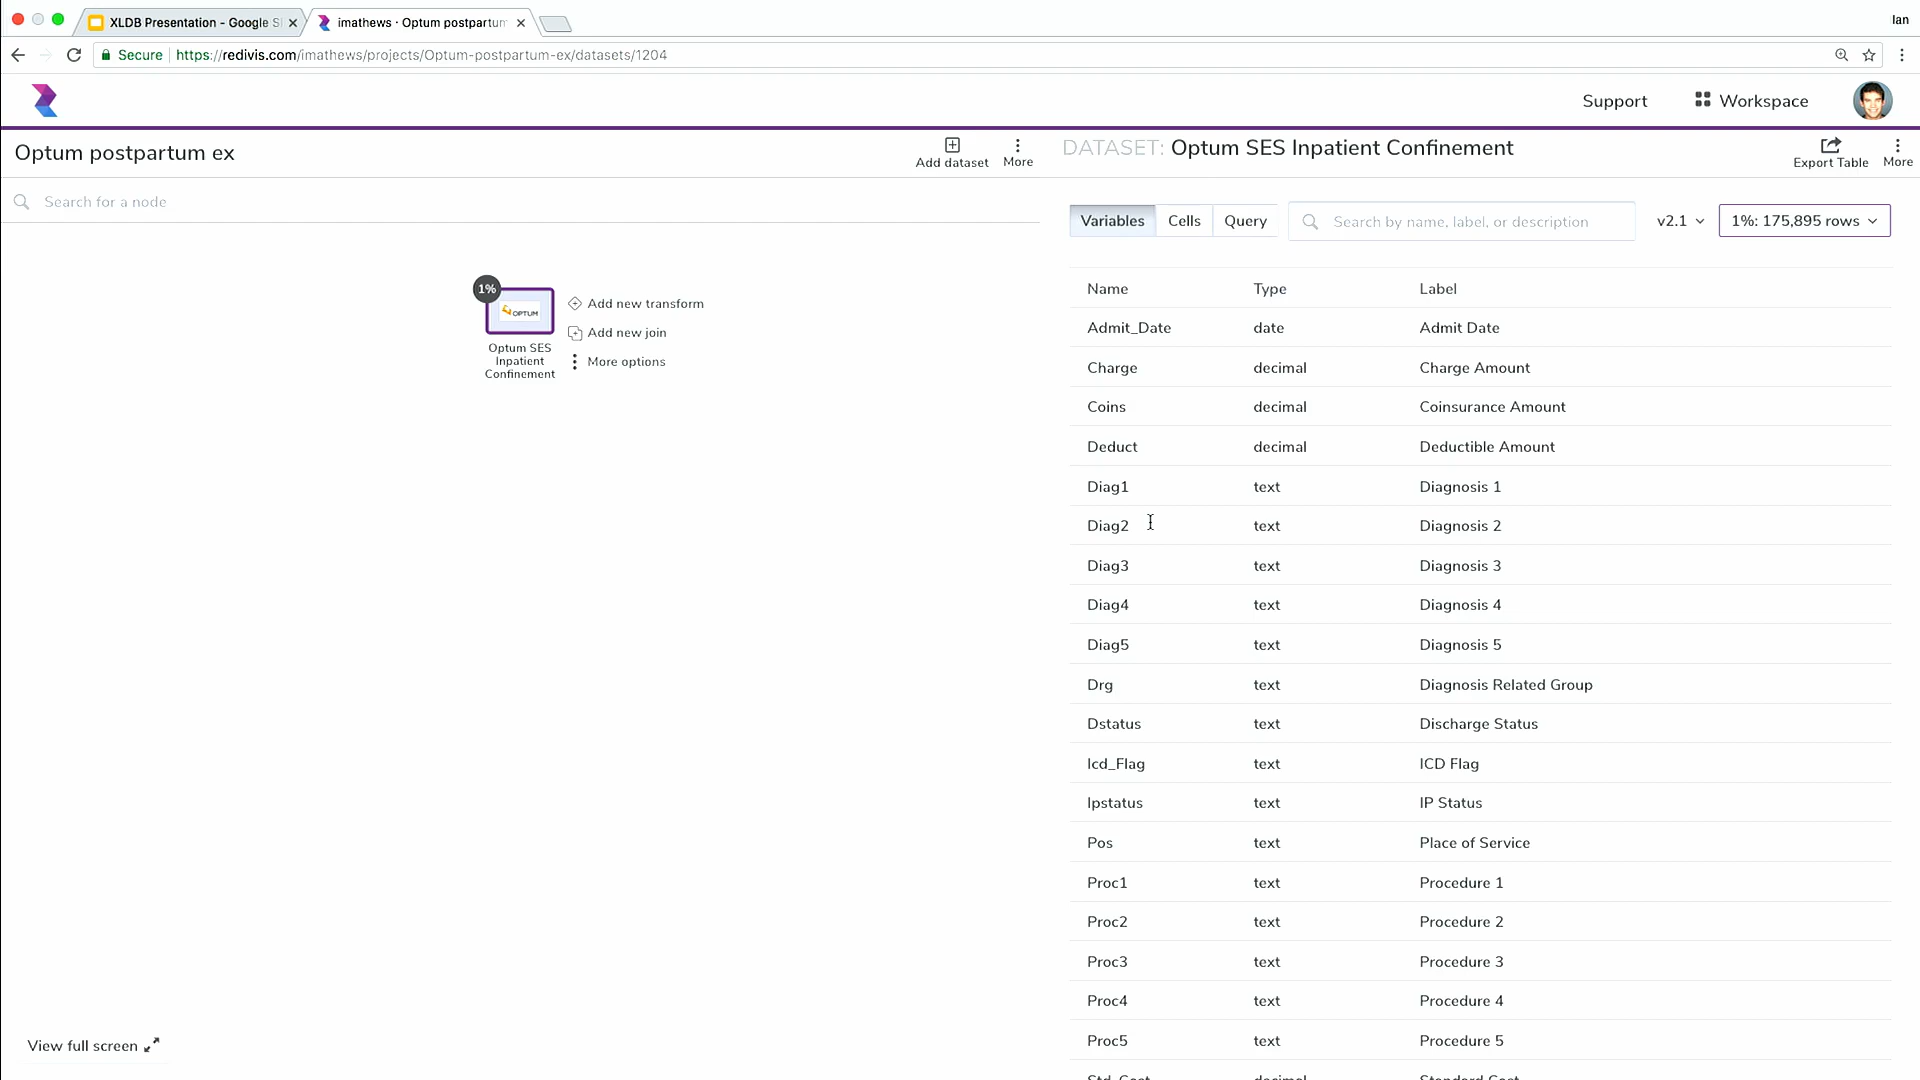 XLDB Presentation - Google S
imathews · Optum postpartum
Ian
Secure https://redivis.com/imathews/projects/Optum-postpartum-ex/datasets/1204
Support
Workspace
Optum postpartum ex
Add dataset
More
DATASET: Optum SES Inpatient Confinement
Export Table
More
Search for a node
Variables
Cells
Query
Search by name, label, or description
v2.1
1%: 175,895 rows
1%
OPTUM
Optum SES
Inpatient
Confinement
Add new transform
Add new join
More options
Name Type Label
Admit_Date date Admit Date
Charge decimal Charge Amount
Coins decimal Coinsurance Amount
Deduct decimal Deductible Amount
Diag1 text Diagnosis 1
Diag2 text Diagnosis 2
Diag3 text Diagnosis 3
Diag4 text Diagnosis 4
Diag5 text Diagnosis 5
Drg text Diagnosis Related Group
Dstatus text Discharge Status
Icd_Flag text ICD Flag
Ipstatus text IP Status
Pos text Place of Service
Proc1 text Procedure 1
Proc2 text Procedure 2
Proc3 text Procedure 3
Proc4 text Procedure 4
Proc5 text Procedure 5
Std_Cost decimal Standard Cost
View full screen